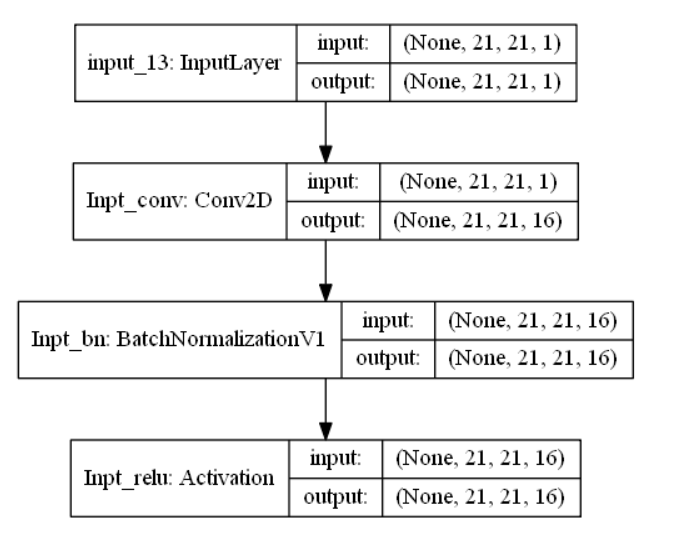 input_13: InputLayer
input:
(None, 21, 21, 1)
output:
(None, 21, 21, 1)
Inpt_conv: Conv2D
input:
(None, 21, 21, 1)
output:
(None, 21, 21, 16)
Inpt_bn: BatchNormalizationV1
input:
(None, 21, 21, 16)
output:
(None, 21, 21, 16)
Inpt_relu: Activation
input:
(None, 21, 21, 16)
output:
(None, 21, 21, 16)